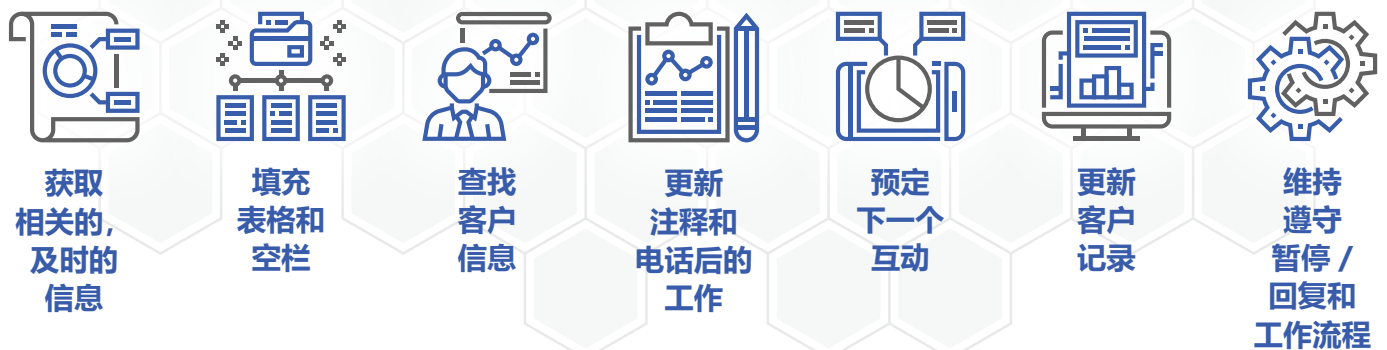 获取
相关的，
及时的
信息
填充
表格和
空栏
查找
客户
信息
更新
注释和
电话后的
工作
预定
下一个
互动
更新
客户
记录
维持
遵守
暂停 /
回复和
工作流程